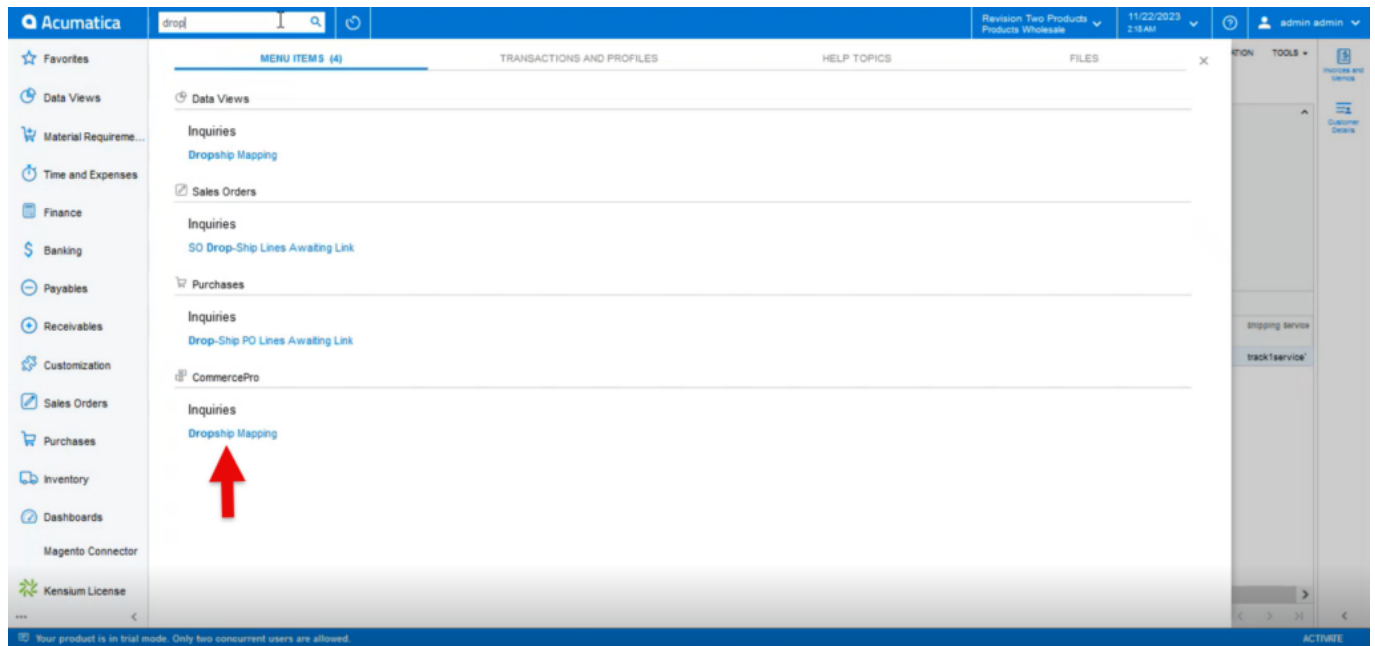 Acumatica
drop
Revision Two Products
Products Wholesale
11/22/2023
2:18 AM
admin admin
Favorites
Data Views
Material Requireme...
Time and Expenses
Finance
Banking
Payables
Receivables
Customization
Sales Orders
Purchases
Inventory
Dashboards
Magento Connector
Kensium License
MENU ITEMS (4)
TRANSACTIONS AND PROFILES
HELP TOPICS
FILES
Data Views
Inquiries
Dropship Mapping
Sales Orders
Inquiries
SO Drop-Ship Lines Awaiting Link
Purchases
Inquiries
Drop-Ship PO Lines Awaiting Link
CommercePro
Inquiries
Dropship Mapping
ATION
TOOLS
Invoices and
Memos
Customer
Details
Shipping Service
track1service'
Your product is in trial mode. Only two concurrent users are allowed.
ACTIVATE